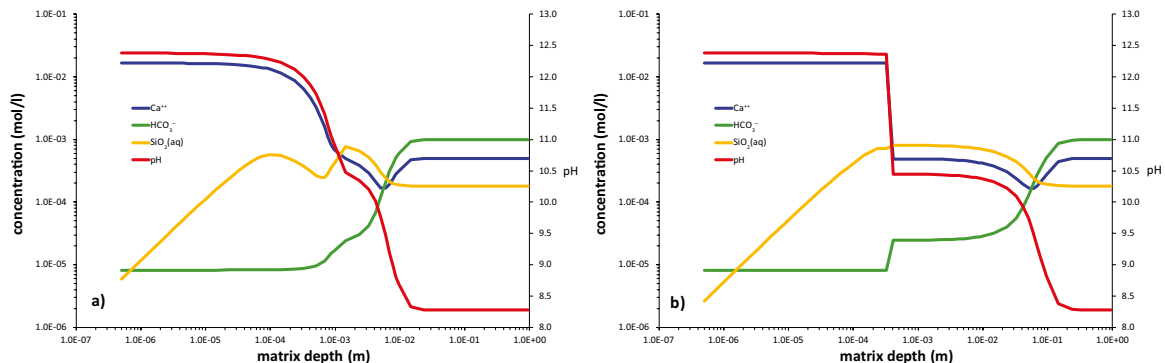 1.0E-01
1.0E-02
1.0E-03
1.0E-04
1.0E-05
1.0E-06
concentration (mol/l)
Ca⁺⁺
HCO₃⁻
SiO₂(aq)
pH
a)
13.0
12.5
12.0
11.5
11.0
10.5
10.0
9.5
9.0
8.5
8.0
pH
1.0E-07 1.0E-06 1.0E-05 1.0E-04 1.0E-03 1.0E-02 1.0E-01 1.0E+00
matrix depth (m)
1.0E-01
1.0E-02
1.0E-03
1.0E-04
1.0E-05
1.0E-06
concentration (mol/l)
Ca⁺⁺
HCO₃⁻
SiO₂(aq)
pH
b)
13.0
12.5
12.0
11.5
11.0
10.5
10.0
9.5
9.0
8.5
8.0
pH
1.0E-07 1.0E-06 1.0E-05 1.0E-04 1.0E-03 1.0E-02 1.0E-01 1.0E+00
matrix depth (m)